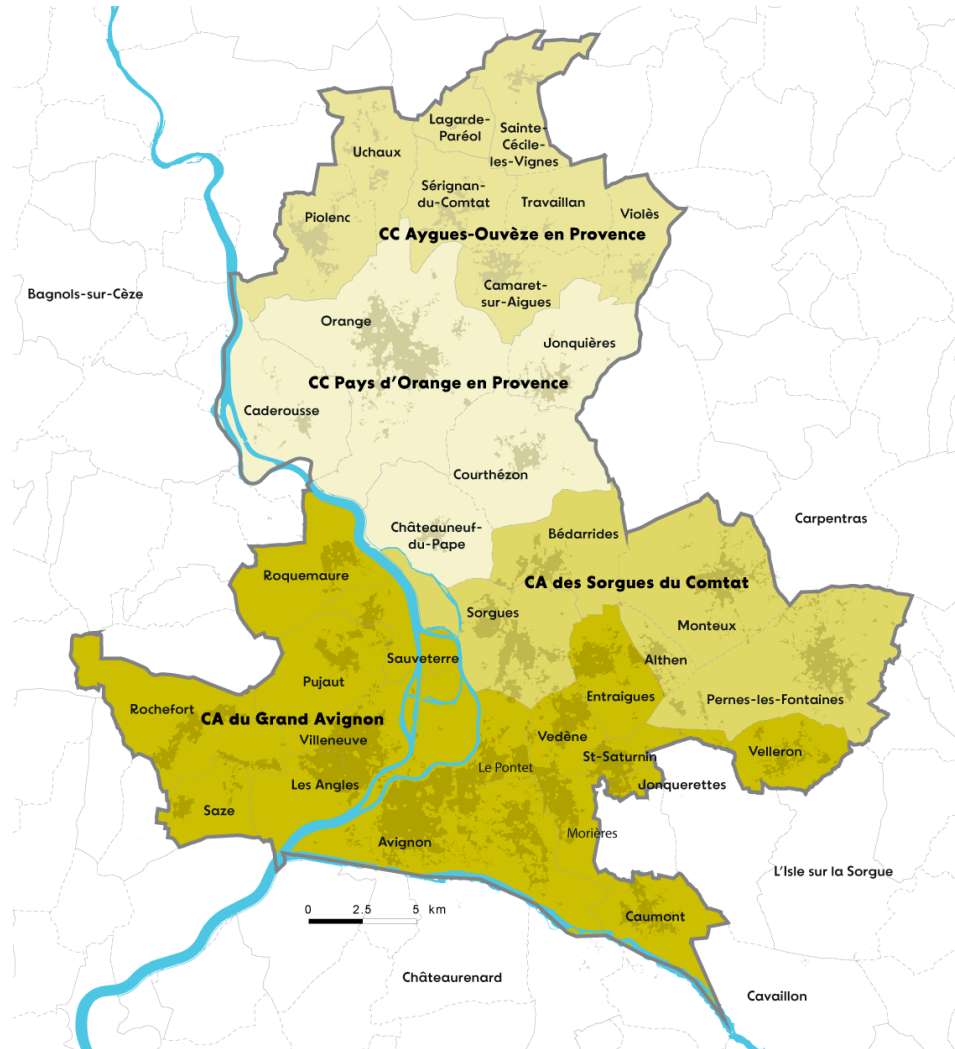 Lagarde-
Paréol
Sainte-
Cécile-
les-Vignes
Uchaux
Sérignan-
du-Comtat
Travaillan
Violès
Piolenc
CC Aygues-Ouvèze en Provence
Camaret-
sur-Aigues
Bagnols-sur-Cèze
Orange
Jonquières
CC Pays d'Orange en Provence
Caderousse
Courthézon
Châteauneuf-
du-Pape
Bédarrides
Carpentras
Roquemaure
CA des Sorgues du Comtat
Sorgues
Monteux
Sauveterre
Althen
Pujaut
Entraigues
Pernes-les-Fontaines
Rochefort
CA du Grand Avignon
Villeneuve
Vedène
St-Saturnin
Velleron
Le Pontet
Les Angles
Jonquerettes
Saze
Avignon
Morières
L'Isle sur la Sorgue
0 2.5 5 km
Caumont
Châteaurenard
Cavaillon